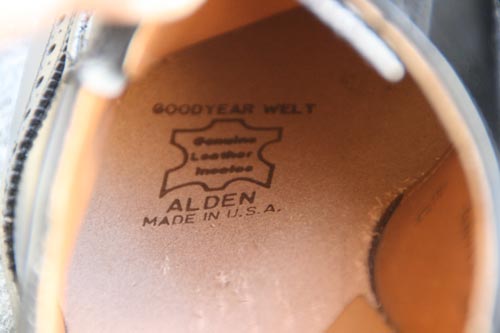 GOODYEAR WELT
Genuine
Leather
Insoles
ALDEN
MADE IN U.S.A.